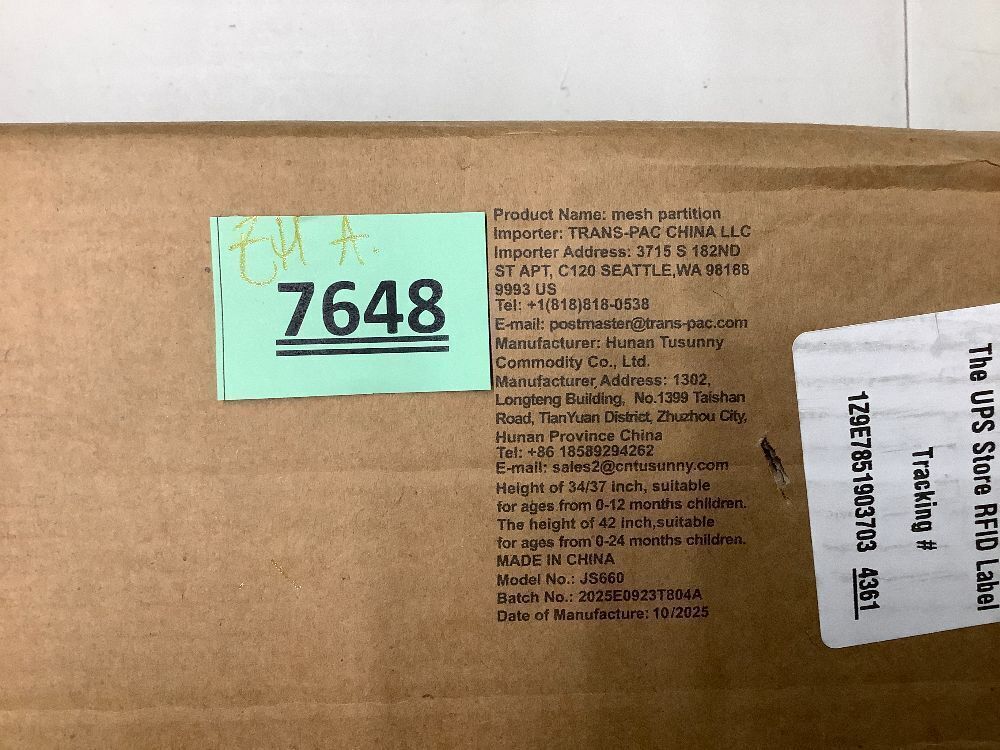 EH A.
7648
Product Name: mesh partition
Importer: TRANS-PAC CHINA LLC
Importer Address: 3715 S 182ND
ST APT, C120 SEATTLE,WA 98188
9993 US
Tel: +1(818)818-0538
E-mail: postmaster@trans-pac.com
Manufacturer: Hunan Tusunny
Commodity Co., Ltd.
Manufacturer Address: 1302,
Longteng Building, No.1399 Taishan
Road, TianYuan District, Zhuzhou City,
Hunan Province China
Tel: +86 18589294262
E-mail: sales2@cntusunny.com
Height of 34/37 inch, suitable
for ages from 0-12 months children.
The height of 42 inch,suitable
for ages from 0-24 months children.
MADE IN CHINA
Model No.: JS660
Batch No.: 2025E0923T804A
Date of Manufacture: 10/2025
The UPS Store RFID Label
Tracking #
1Z9E7851903703 4361